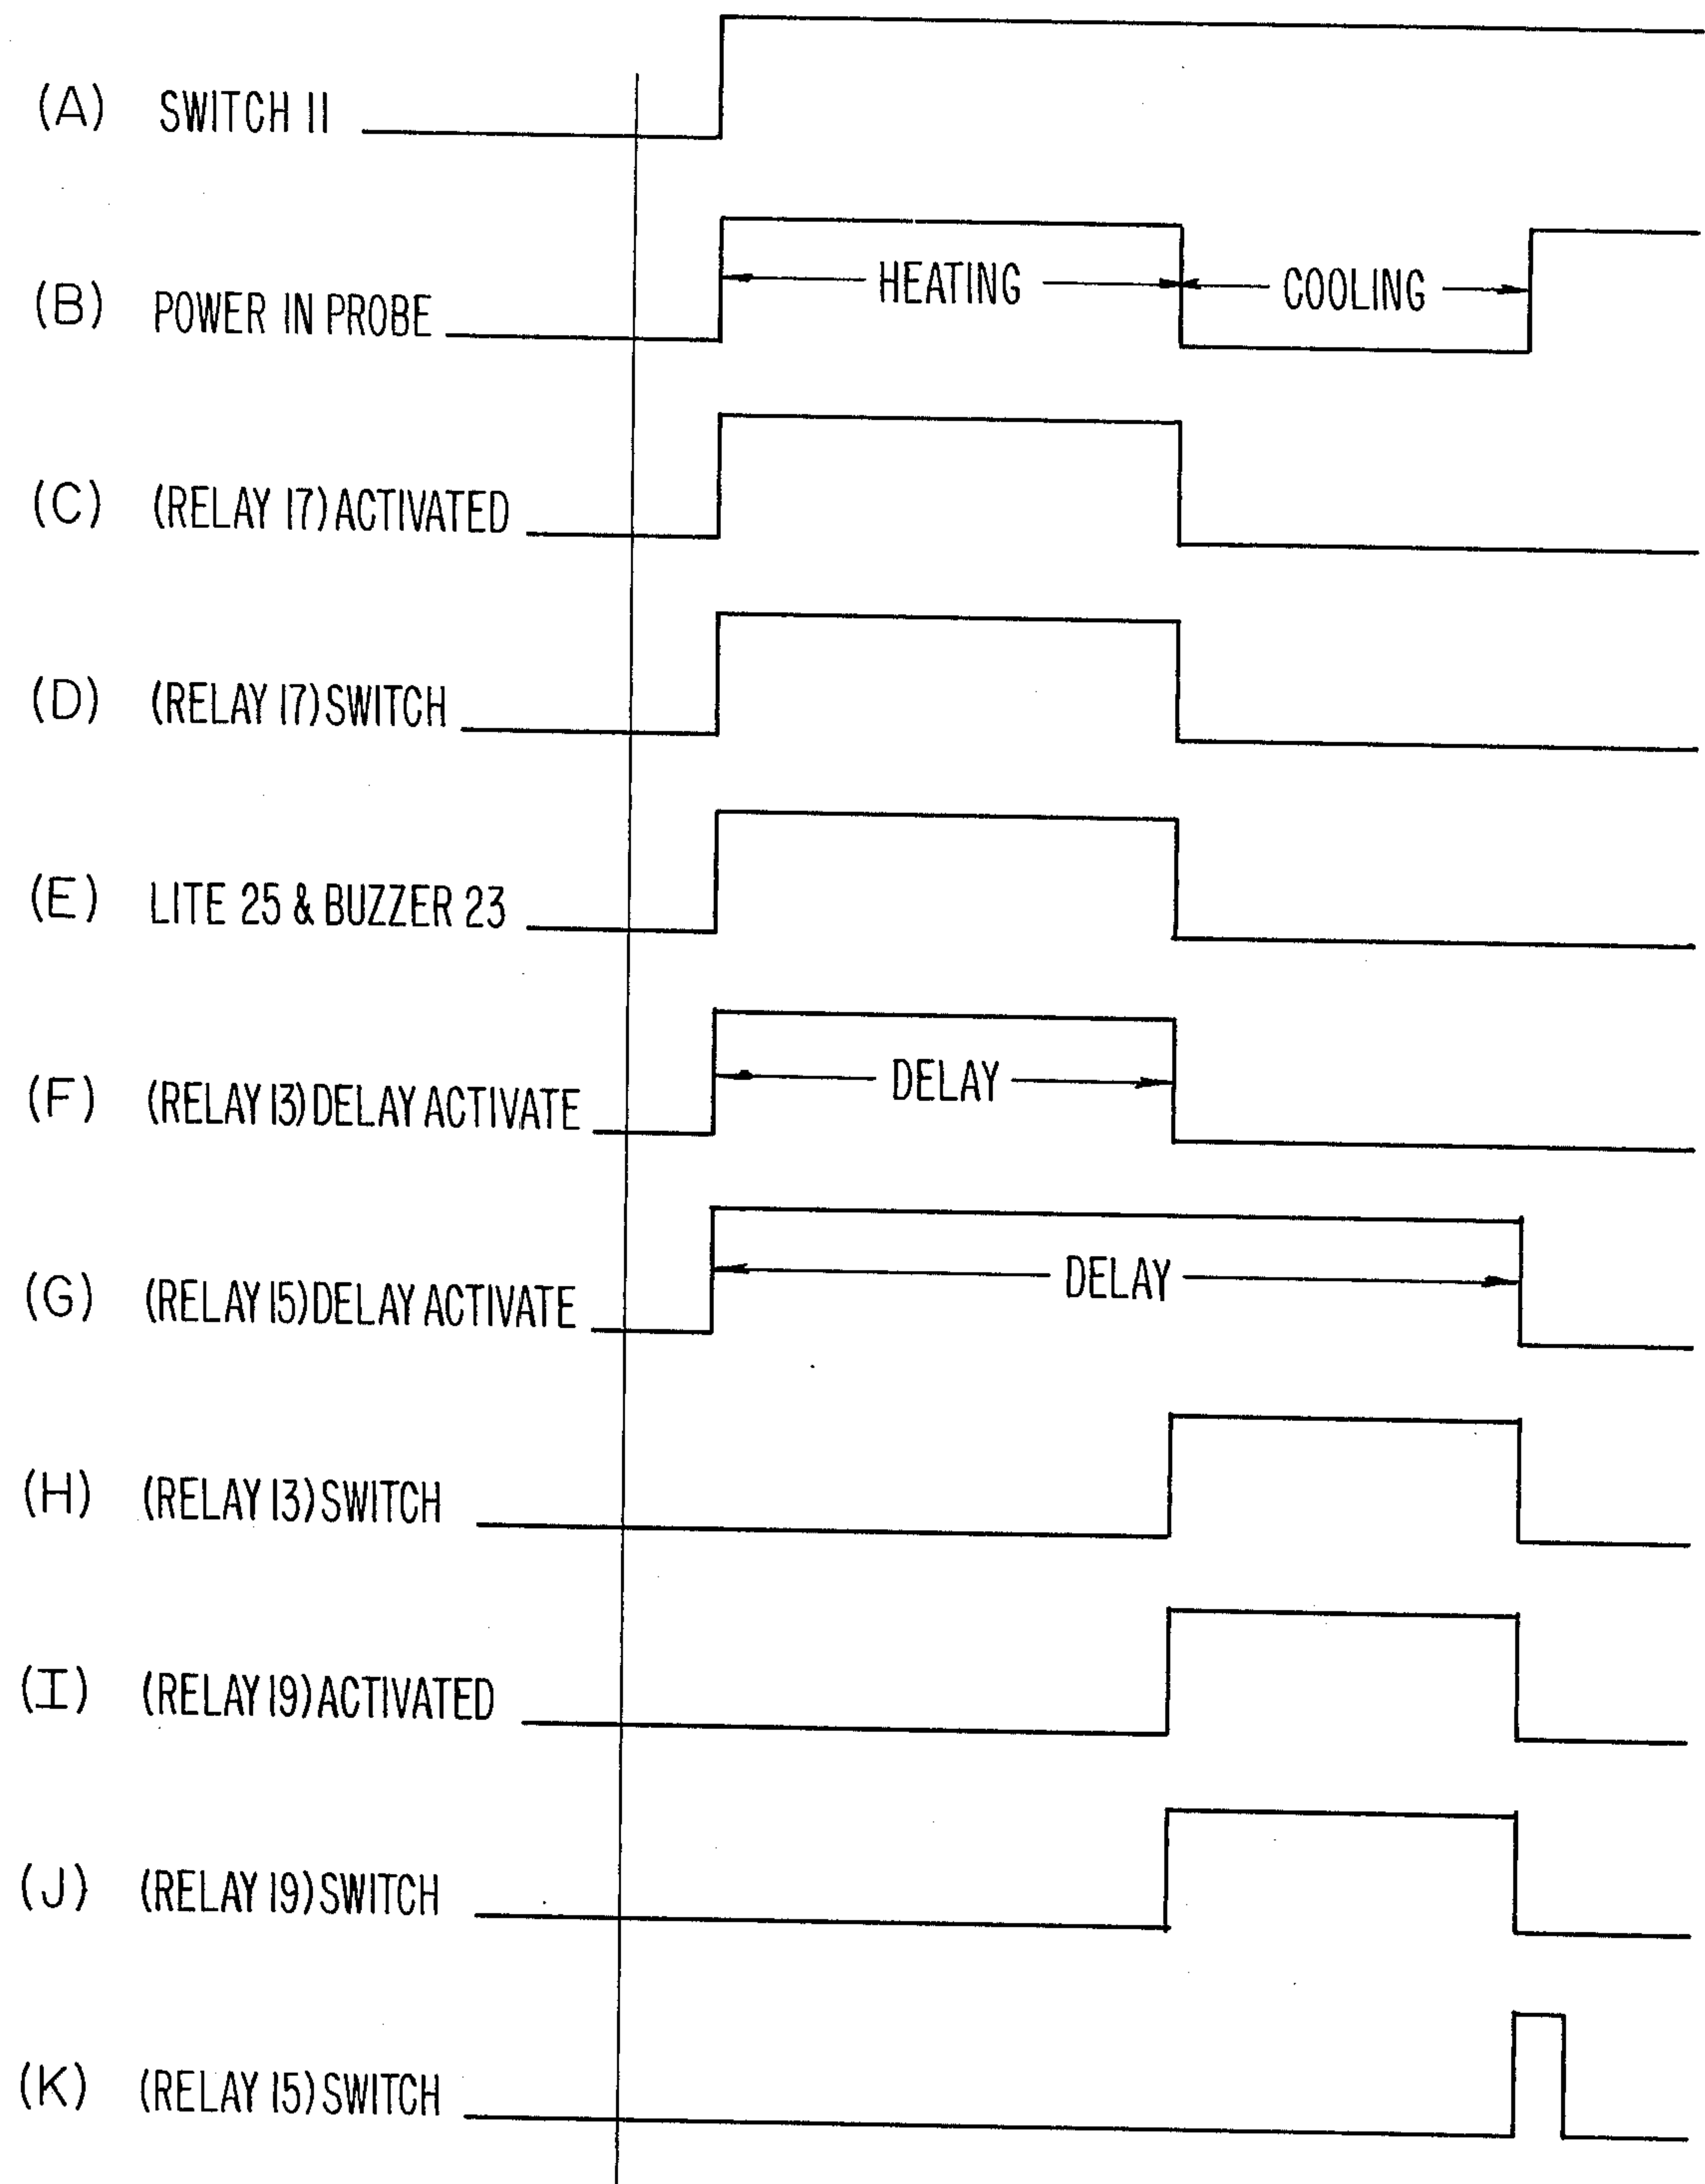 (A) SWITCH 11
(B) POWER IN PROBE
HEATING
COOLING
(C) (RELAY 17) ACTIVATED
(D) (RELAY 17) SWITCH
(E) LITE 25 & BUZZER 23
(F) (RELAY 13) DELAY ACTIVATE
DELAY
(G) (RELAY 15) DELAY ACTIVATE
DELAY
(H) (RELAY 13) SWITCH
(I) (RELAY 19) ACTIVATED
(J) (RELAY 19) SWITCH
(K) (RELAY 15) SWITCH